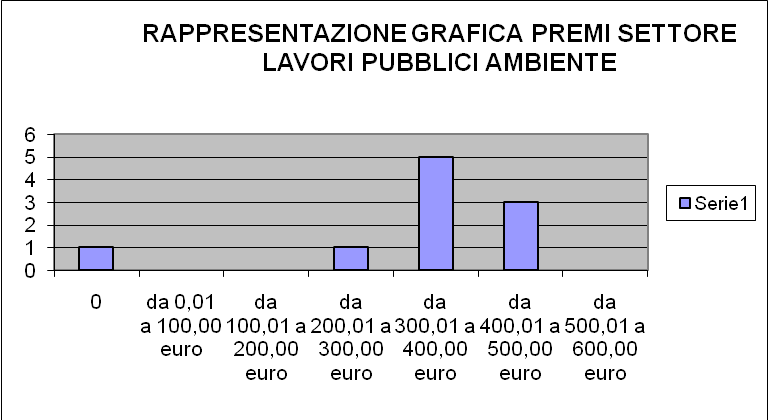 RAPPRESENTAZIONE GRAFICA PREMI SETTORE
LAVORI PUBBLICI AMBIENTE
6
5
4
3
2
1
0
Serie1
0
da 0,01
a 100,00
euro
da
100,01 a
200,00
euro
da
200,01 a
300,00
euro
da
300,01 a
400,00
euro
da
400,01 a
500,00
euro
da
500,01 a
600,00
euro